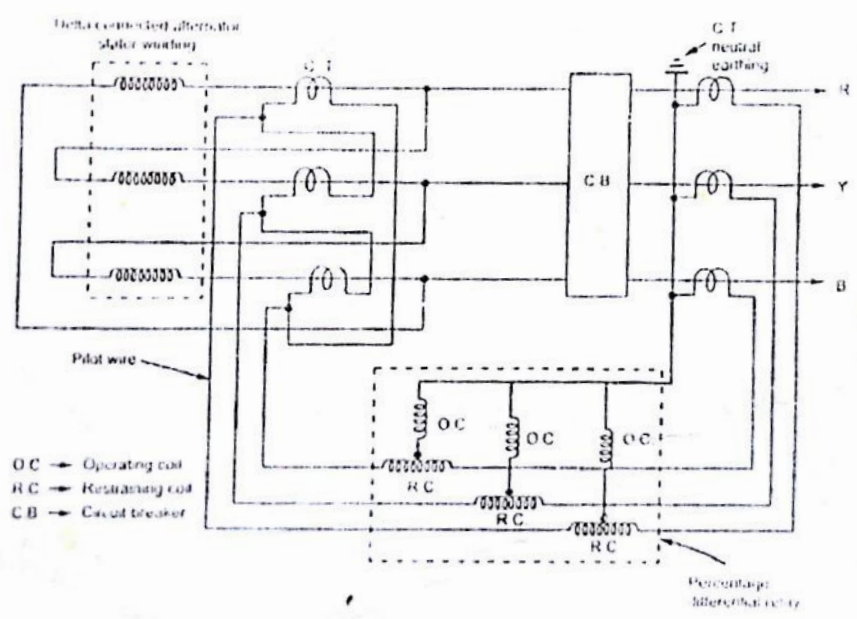 Delta connected alternator
stator winding
C T
C T
neutral
earthing
R
C B
Y
B
Pilot wire
O C
O C
O C
R C
R C
R C
O C → Operating coil
R C → Restraining coil
C B → Circuit breaker
Percentage
differential relay